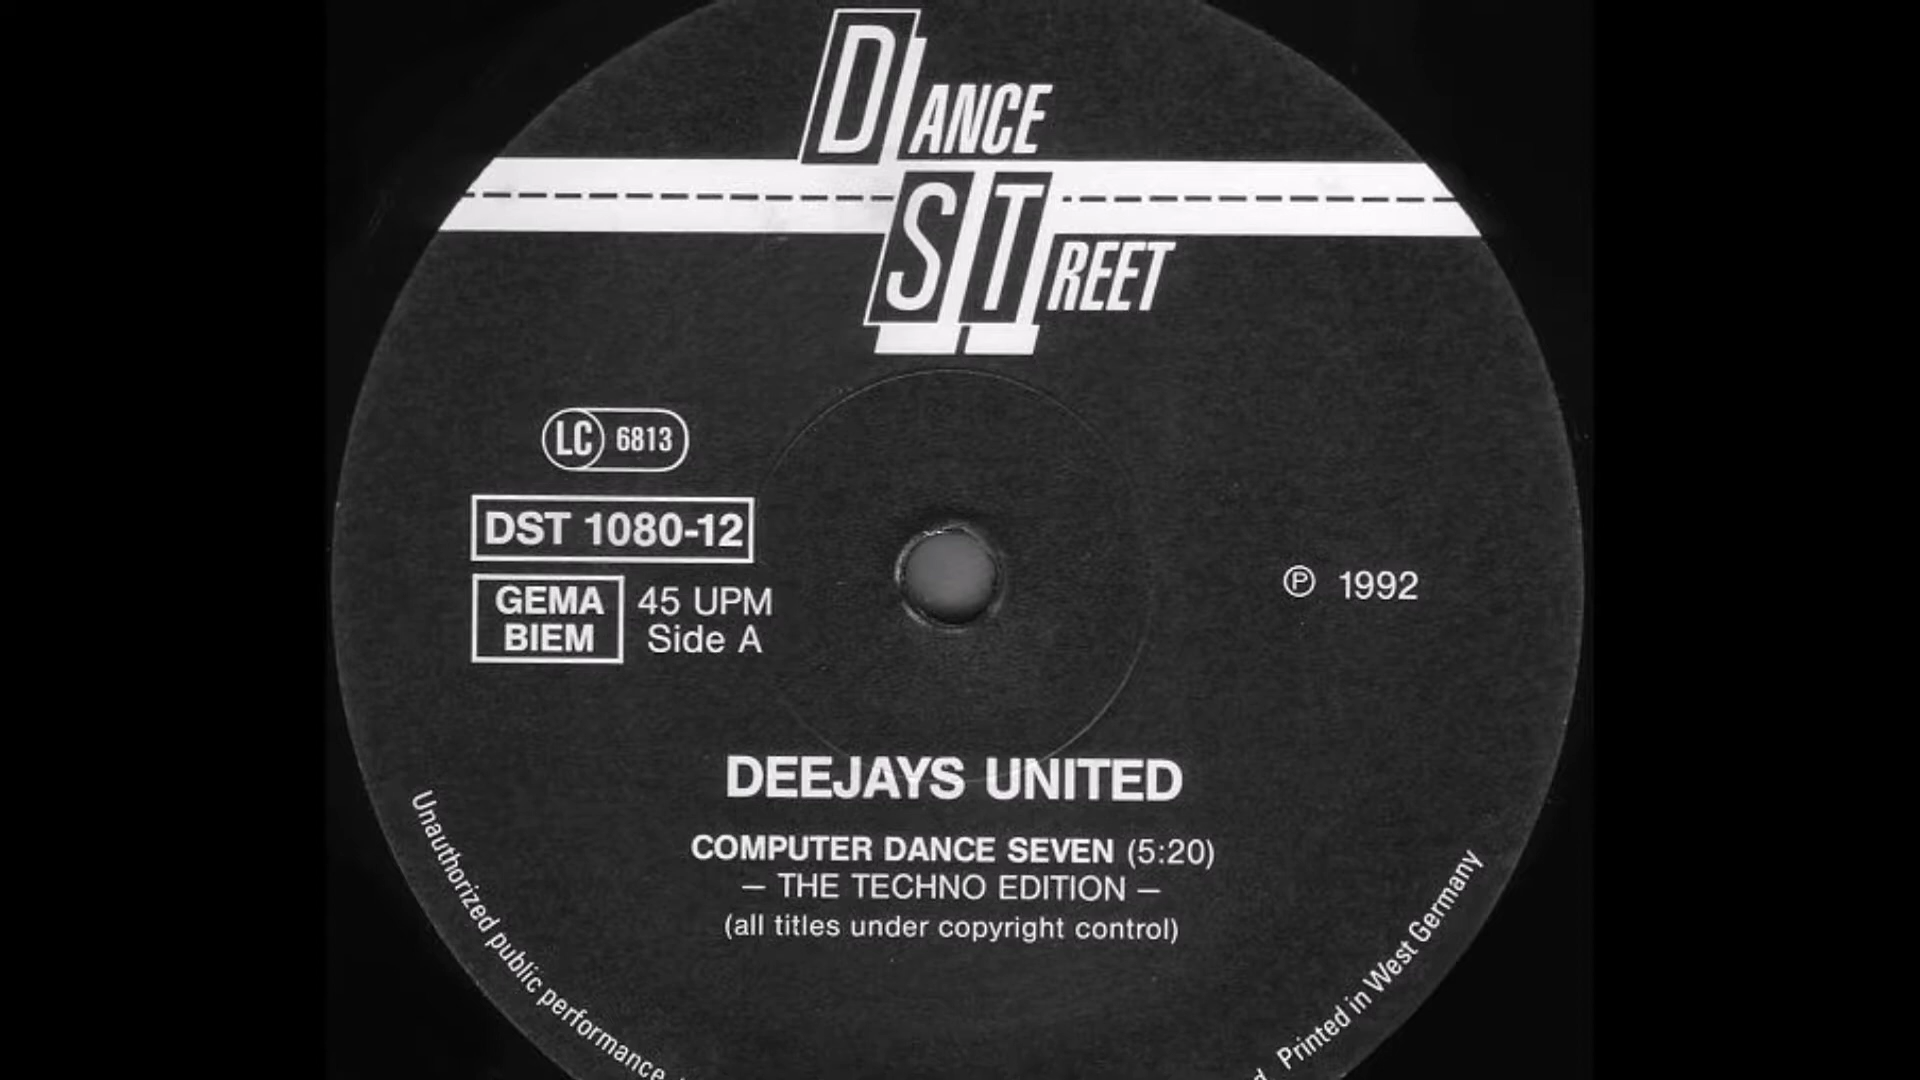 DANCE
STREET
LC 6813
DST 1080-12
GEMA
BIEM
45 UPM
Side A
℗ 1992
DEEJAYS UNITED
COMPUTER DANCE SEVEN (5:20)
— THE TECHNO EDITION —
(all titles under copyright control)
Unauthorized public performance
Printed in West Germany